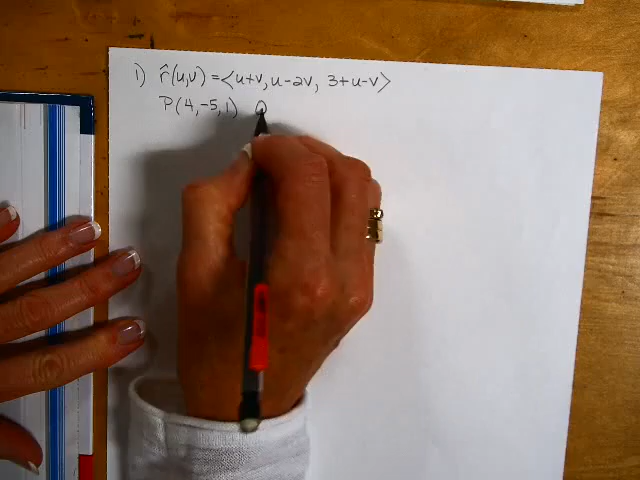 1) r̂(u,v) = <u+v, u-2v, 3+u-v>
P(4,-5,1)